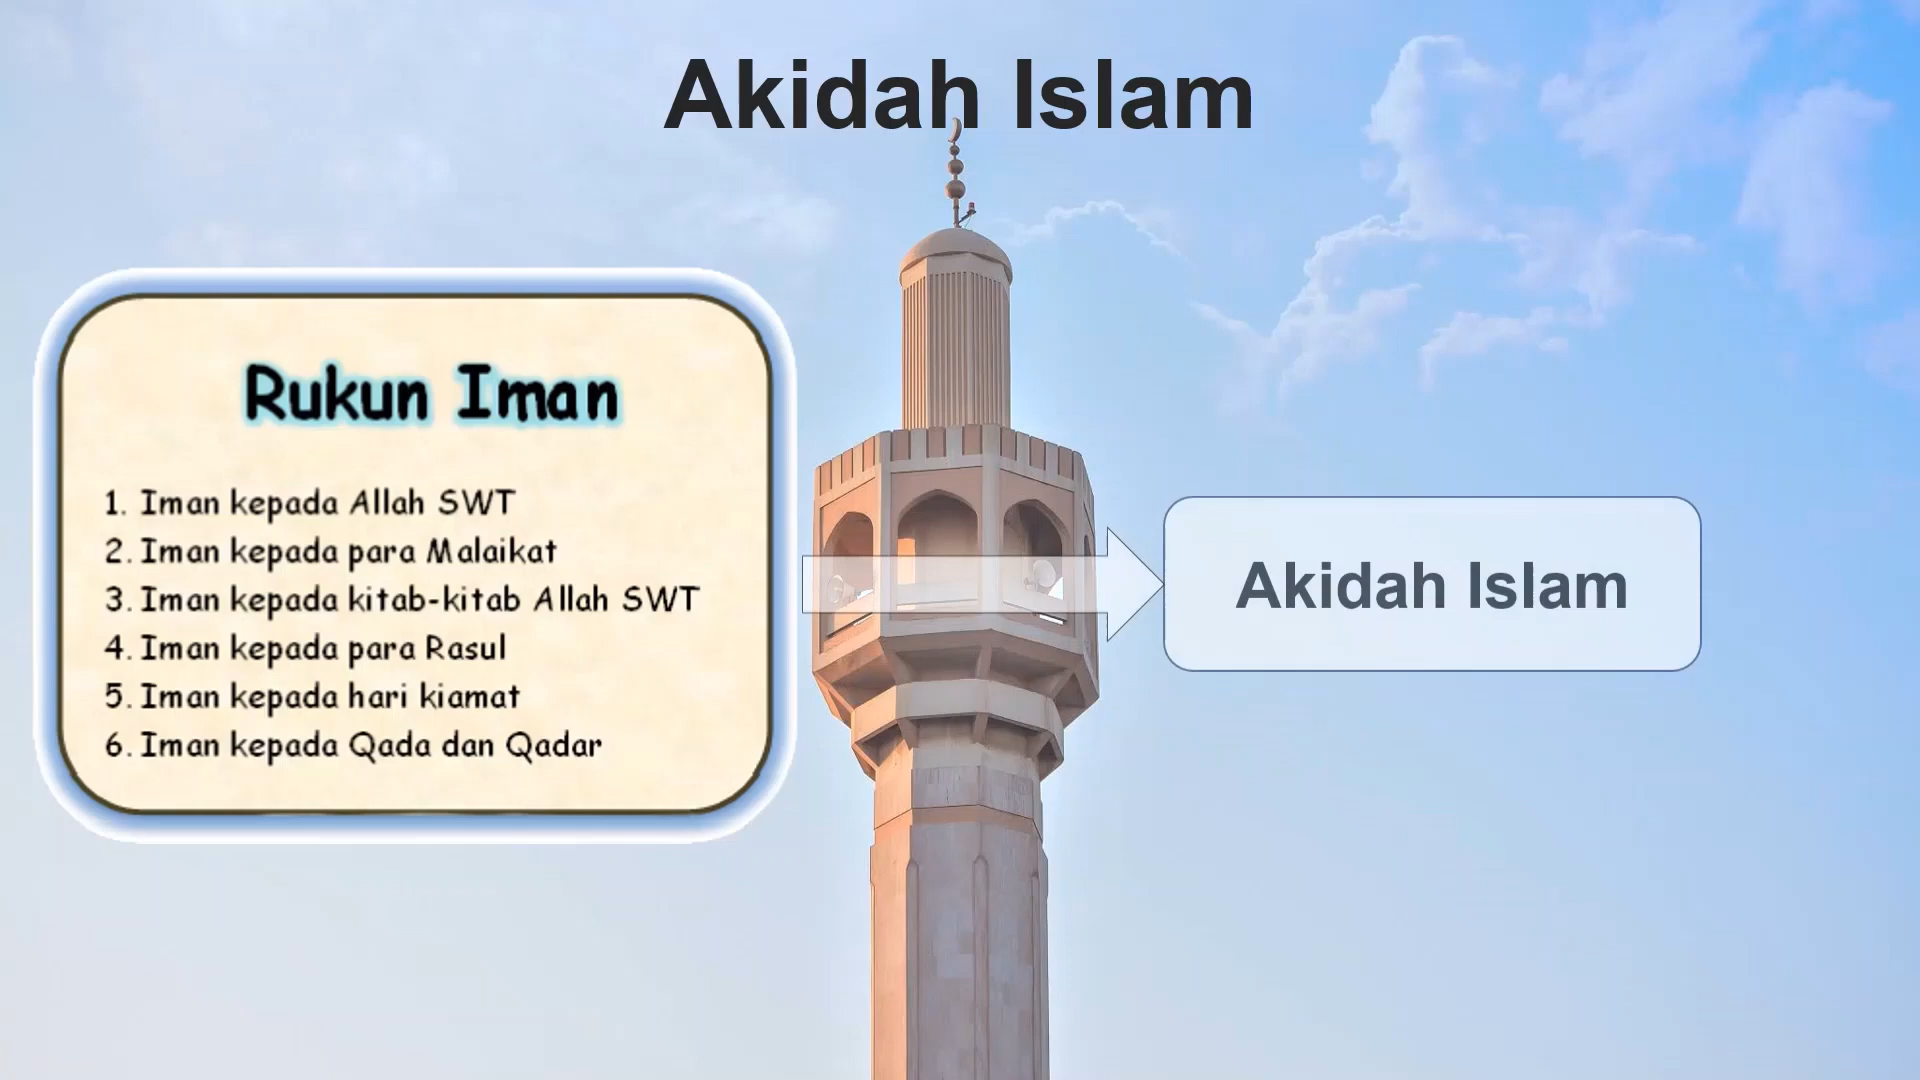 Akidah Islam
Rukun Iman
1. Iman kepada Allah SWT
2. Iman kepada para Malaikat
3. Iman kepada kitab-kitab Allah SWT
4. Iman kepada para Rasul
5. Iman kepada hari kiamat
6. Iman kepada Qada dan Qadar
Akidah Islam